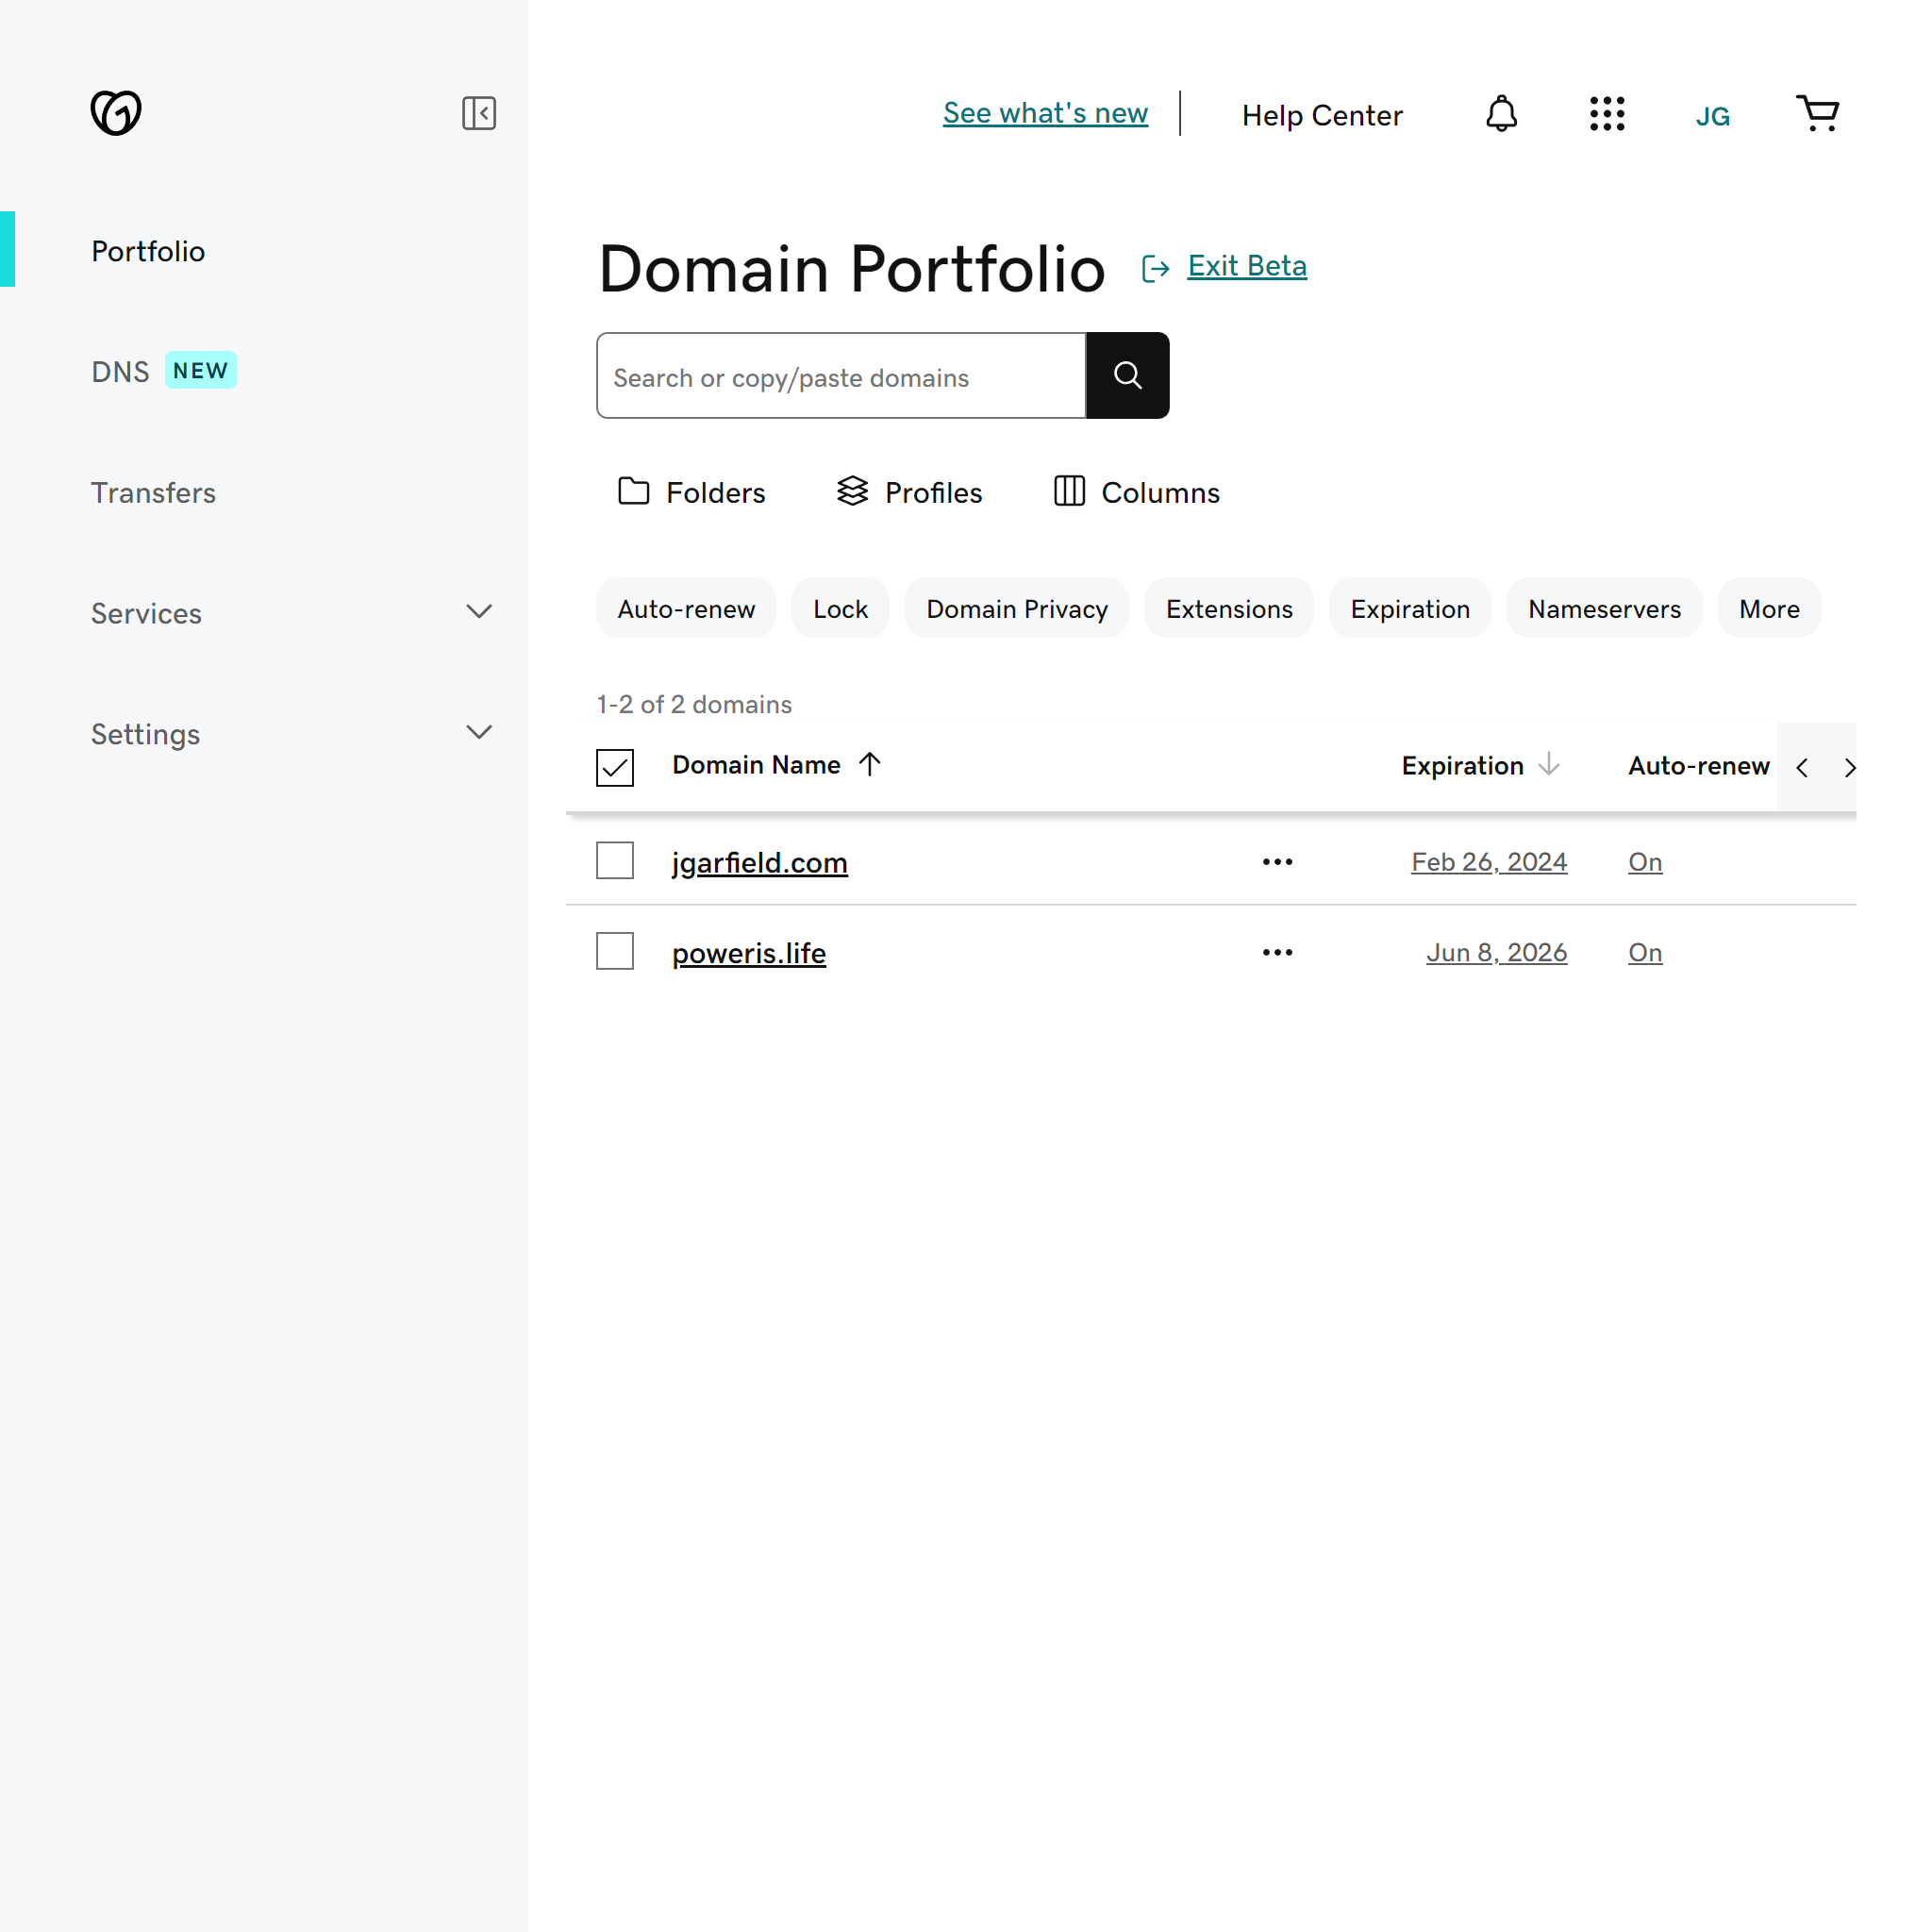 See what's new
Help Center
JG
Portfolio
DNS NEW
Transfers
Services
Settings
Domain Portfolio
Exit Beta
Search or copy/paste domains
Folders Profiles Columns
Auto-renew Lock Domain Privacy Extensions Expiration Nameservers More
1-2 of 2 domains
Domain Name Expiration Auto-renew
jgarfield.com Feb 26, 2024 On
poweris.life Jun 8, 2026 On